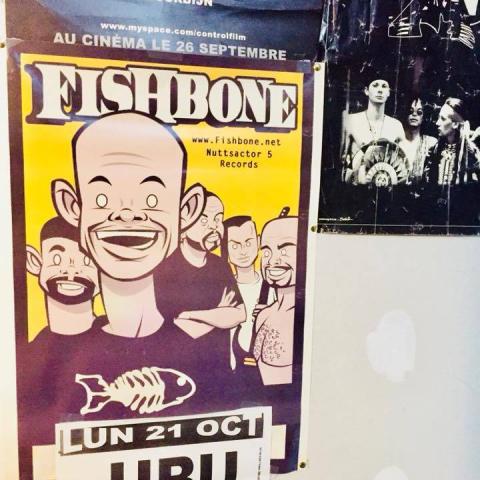 www.myspace.com/controlfilm
AU CINÉMA LE 26 SEPTEMBRE
FISHBONE
www.Fishbone.net
Nuttsactor 5
Records
LUN 21 OCT
UBU